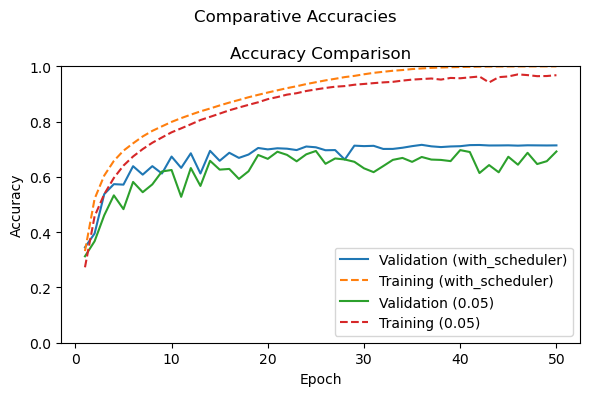 Comparative Accuracies
Accuracy Comparison
1.0
0.8
0.6
0.4
0.2
0.0
Accuracy
Validation (with_scheduler)
Training (with_scheduler)
Validation (0.05)
Training (0.05)
0
10
20
30
40
50
Epoch